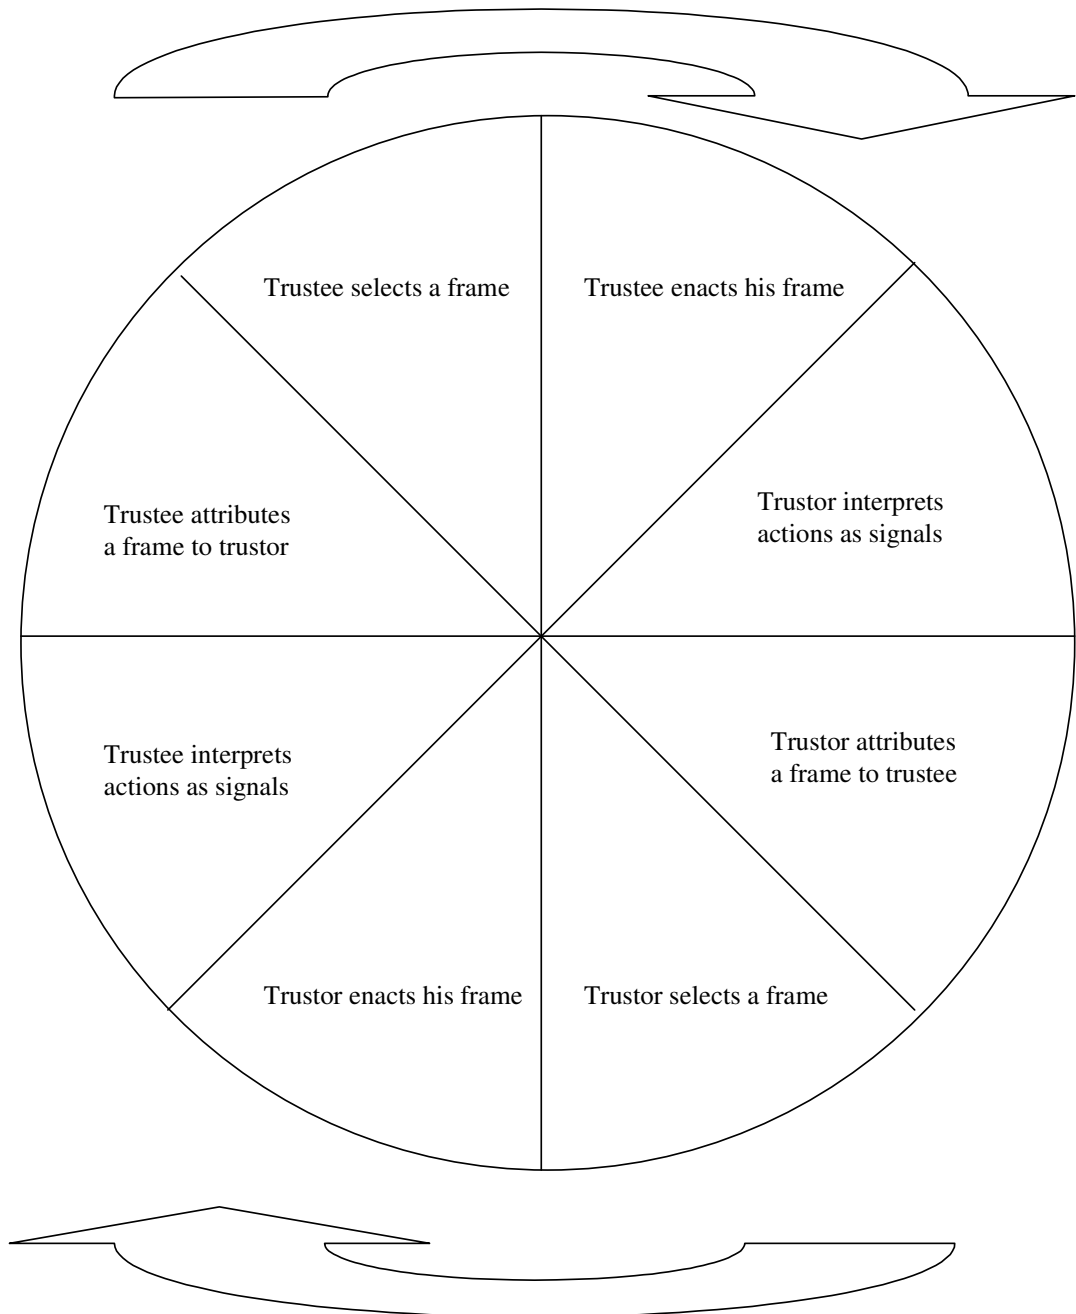 Trustee selects a frame
Trustee enacts his frame
Trustor interprets
actions as signals
Trustor attributes
a frame to trustee
Trustor selects a frame
Trustor enacts his frame
Trustee interprets
actions as signals
Trustee attributes
a frame to trustor